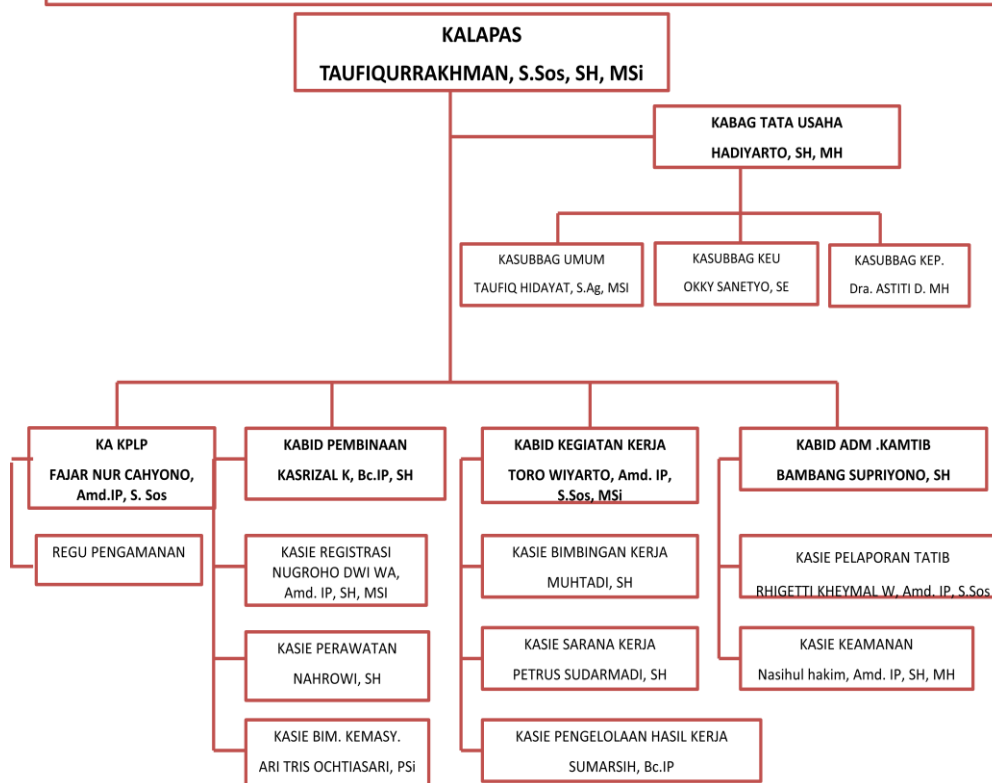 KALAPAS
TAUFIQURRAKHMAN, S.Sos, SH, MSi
KABAG TATA USAHA
HADIYARTO, SH, MH
KASUBBAG UMUM
TAUFIQ HIDAYAT, S.Ag, MSI
KASUBBAG KEU
OKKY SANETYO, SE
KASUBBAG KEP.
Dra. ASTITI D. MH
KA KPLP
FAJAR NUR CAHYONO,
Amd.IP, S. Sos
REGU PENGAMANAN
KABID PEMBINAAN
KASRIZAL K, Bc.IP, SH
KASIE REGISTRASI
NUGROHO DWI WA,
Amd. IP, SH, MSI
KASIE PERAWATAN
NAHROWI, SH
KASIE BIM. KEMASY.
ARI TRIS OCHTIASARI, PSi
KABID KEGIATAN KERJA
TORO WIYARTO, Amd. IP,
S.Sos, MSi
KASIE BIMBINGAN KERJA
MUHTADI, SH
KASIE SARANA KERJA
PETRUS SUDARMADI, SH
KASIE PENGELOLAAN HASIL KERJA
SUMARSIH, Bc.IP
KABID ADM .KAMTIB
BAMBANG SUPRIYONO, SH
KASIE PELAPORAN TATIB
RHIGETTI KHEYMAL W, Amd. IP, S.Sos
KASIE KEAMANAN
Nasihul hakim, Amd. IP, SH, MH